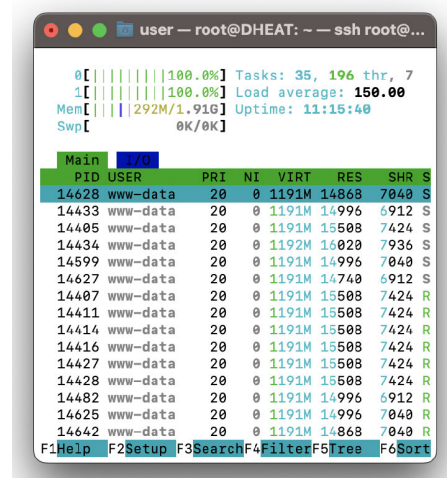 user — root@DHEAT: ~ — ssh root@...
0[||||||||||100.0%] Tasks: 35, 196 thr, 7
1[||||||||||100.0%] Load average: 150.00
Mem[|||||292M/1.91G] Uptime: 11:15:40
Swp[ 0K/0K]
Main I/O
PID USER PRI NI VIRT RES SHR S
14628 www-data 20 0 1191M 14868 7040 S
14433 www-data 20 0 1191M 14996 6912 S
14405 www-data 20 0 1191M 15508 7424 S
14434 www-data 20 0 1192M 16020 7936 S
14599 www-data 20 0 1191M 14996 7040 S
14627 www-data 20 0 1191M 14740 6912 S
14407 www-data 20 0 1191M 15508 7424 R
14411 www-data 20 0 1191M 15508 7424 R
14414 www-data 20 0 1191M 15508 7424 R
14416 www-data 20 0 1191M 15508 7424 R
14427 www-data 20 0 1191M 15508 7424 R
14428 www-data 20 0 1191M 15508 7424 R
14482 www-data 20 0 1191M 14996 6912 R
14625 www-data 20 0 1191M 14996 7040 R
14642 www-data 20 0 1191M 14868 7040 R
F1Help F2Setup F3SearchF4FilterF5Tree F6Sort